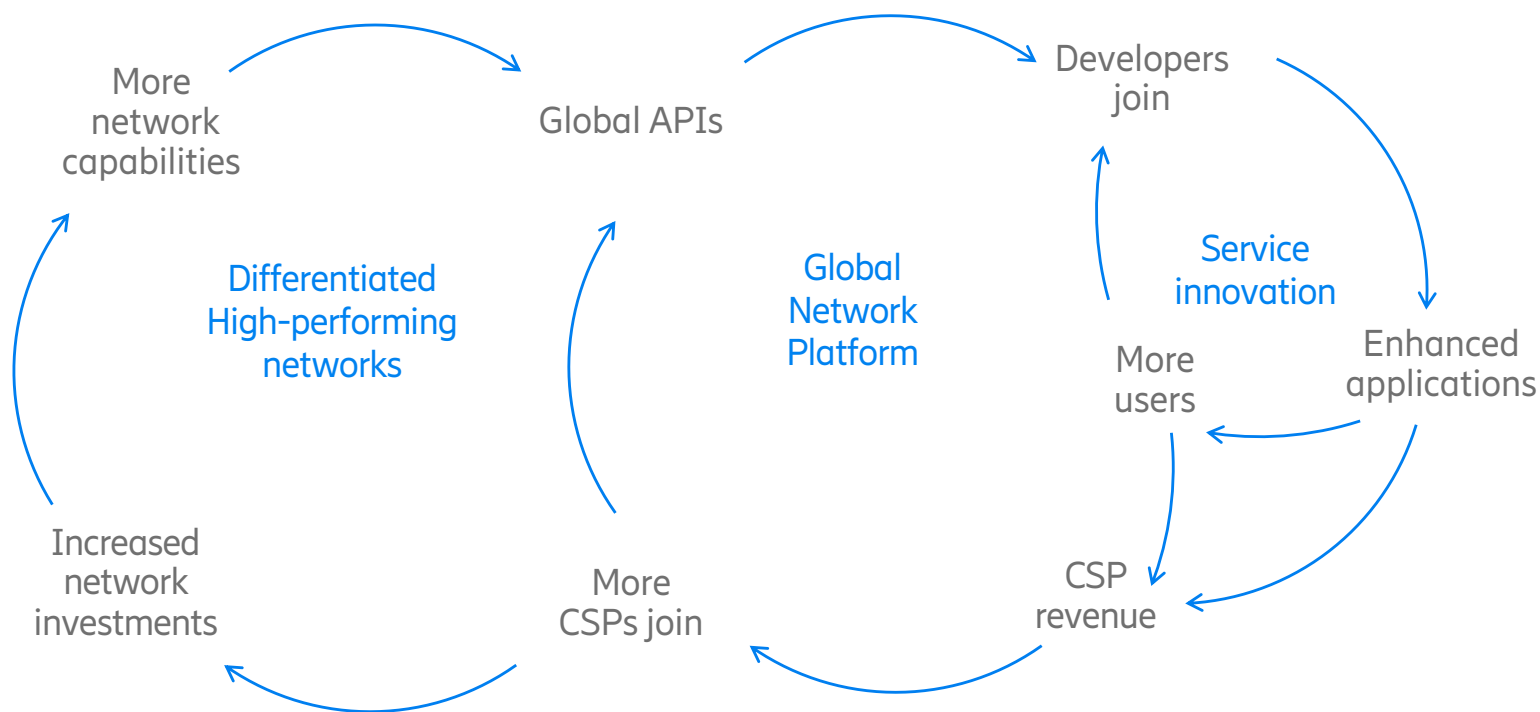 More
network
capabilities
Global APIs
Developers
join
Differentiated
High-performing
networks
Global
Network
Platform
Service
innovation
More
users
Enhanced
applications
Increased
network
investments
More
CSPs join
CSP
revenue